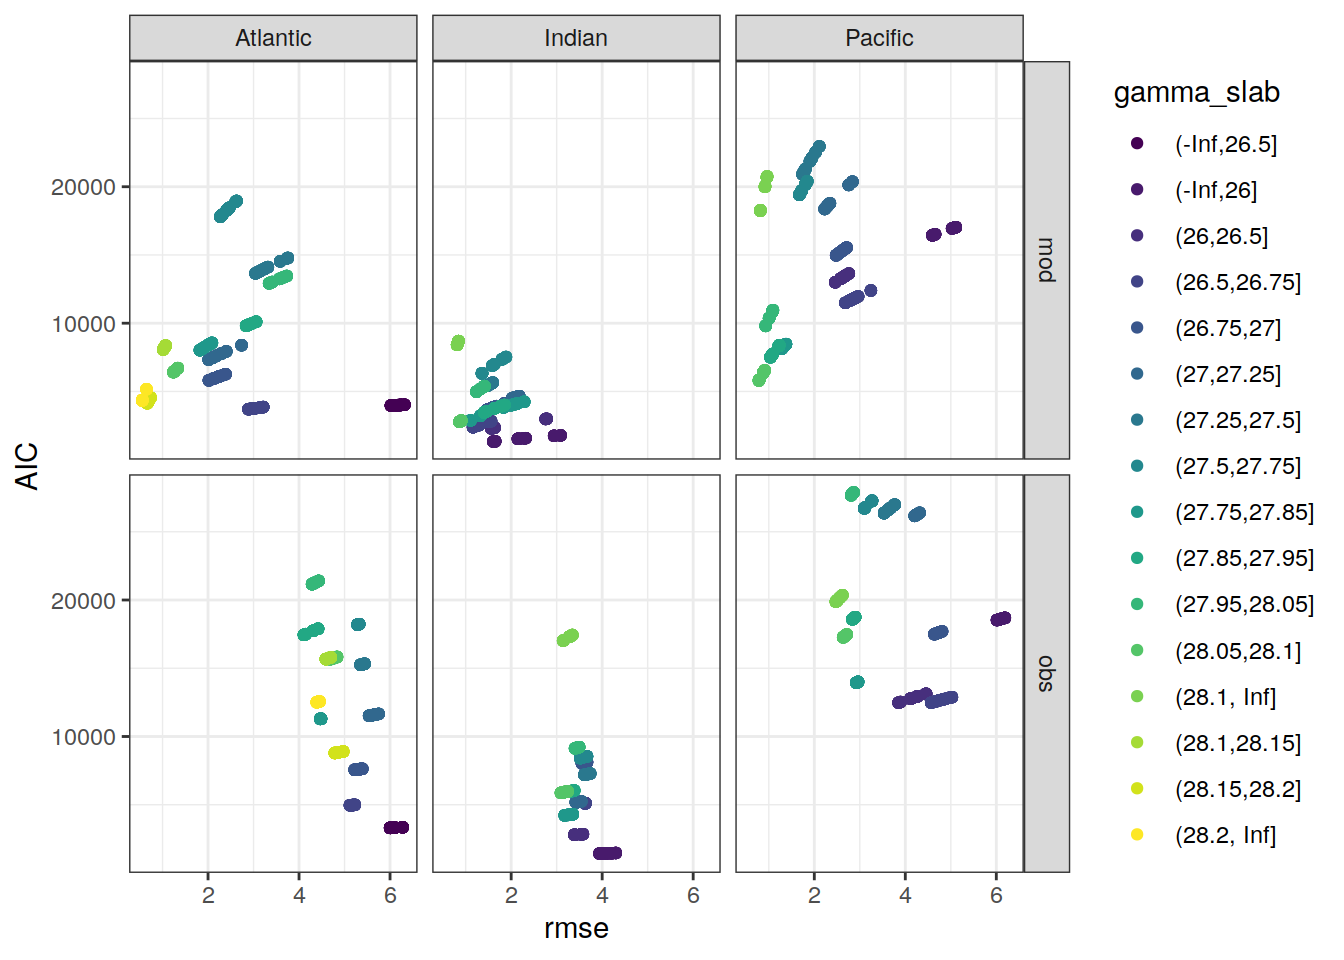 Atlantic
Indian
Pacific
mod
obs
20000
10000
20000
10000
AIC
2
4
6
2
4
6
2
4
6
rmse
gamma_slab
(-Inf,26.5]
(-Inf,26]
(26,26.5]
(26.5,26.75]
(26.75,27]
(27,27.25]
(27.25,27.5]
(27.5,27.75]
(27.75,27.85]
(27.85,27.95]
(27.95,28.05]
(28.05,28.1]
(28.1, Inf]
(28.1,28.15]
(28.15,28.2]
(28.2, Inf]